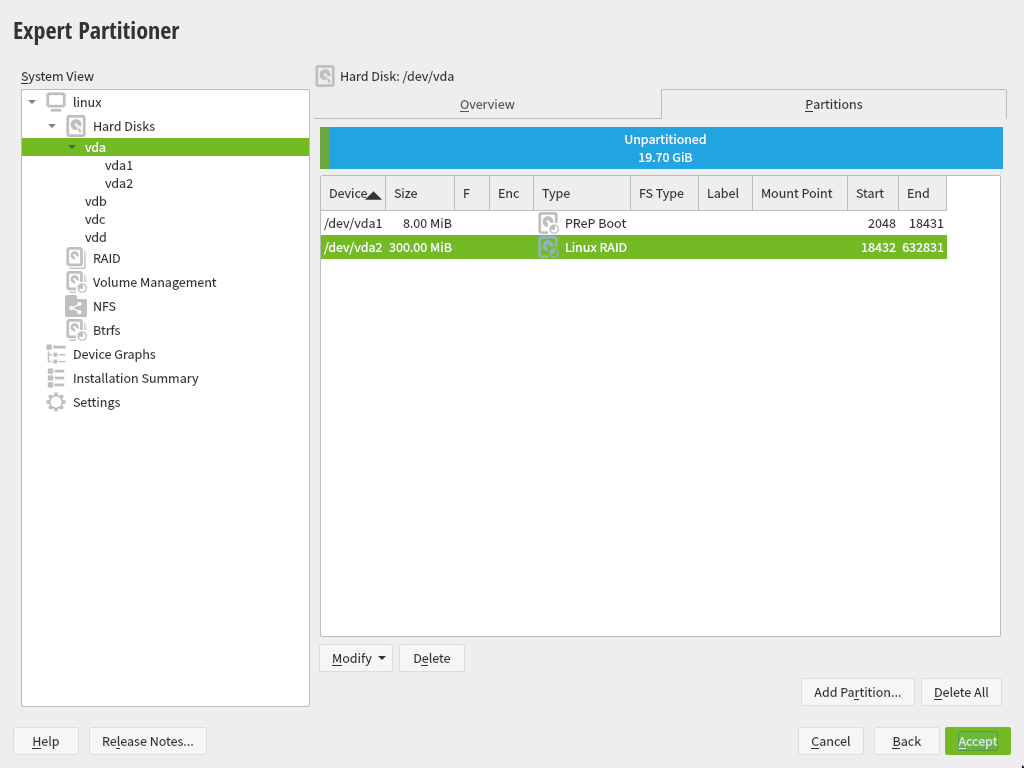 Expert Partitioner
System View
linux
Hard Disks
vda
vda1
vda2
vdb
vdc
vdd
RAID
Volume Management
NFS
Btrfs
Device Graphs
Installation Summary
Settings
Hard Disk: /dev/vda
Overview Partitions
Unpartitioned
19.70 GiB
Device Size F Enc Type FS Type Label Mount Point Start End
/dev/vda1 8.00 MiB PReP Boot 2048 18431
/dev/vda2 300.00 MiB Linux RAID 18432 632831
Modify Delete
Add Partition... Delete All
Help Release Notes... Cancel Back Accept